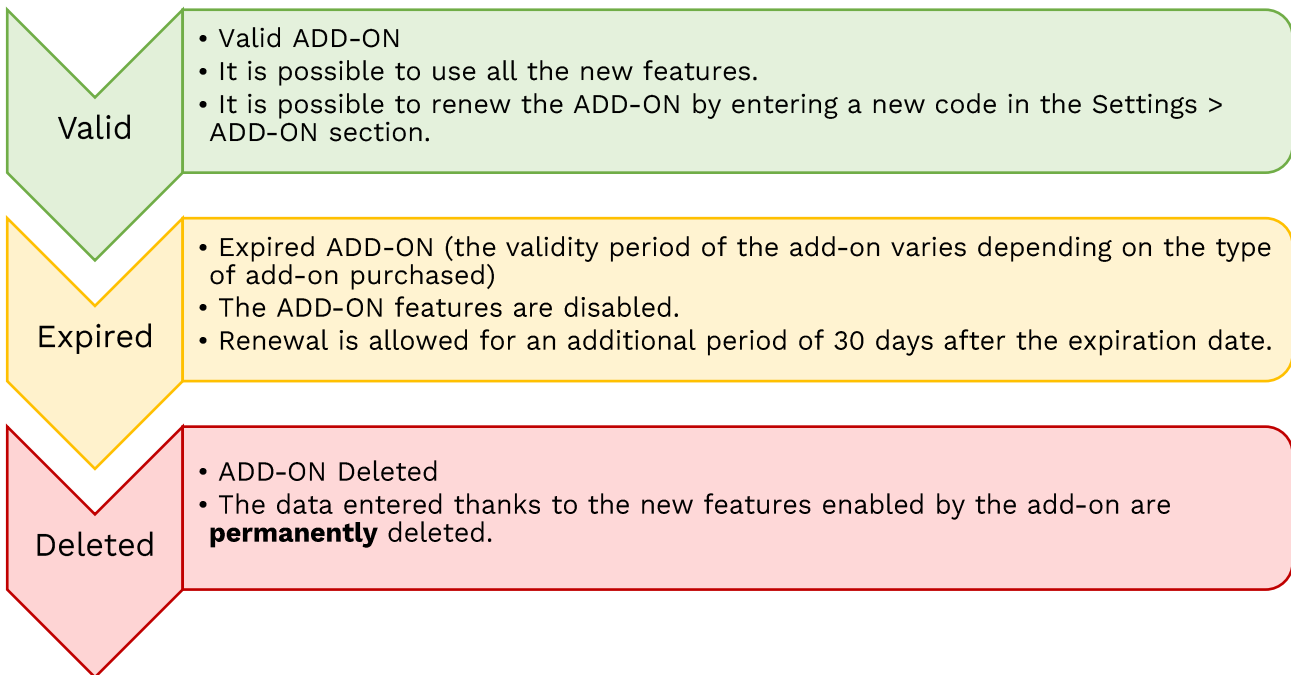 Valid
• Valid ADD-ON
• It is possible to use all the new features.
• It is possible to renew the ADD-ON by entering a new code in the Settings >
ADD-ON section.
Expired
• Expired ADD-ON (the validity period of the add-on varies depending on the type
of add-on purchased)
• The ADD-ON features are disabled.
• Renewal is allowed for an additional period of 30 days after the expiration date.
Deleted
• ADD-ON Deleted
• The data entered thanks to the new features enabled by the add-on are
permanently deleted.